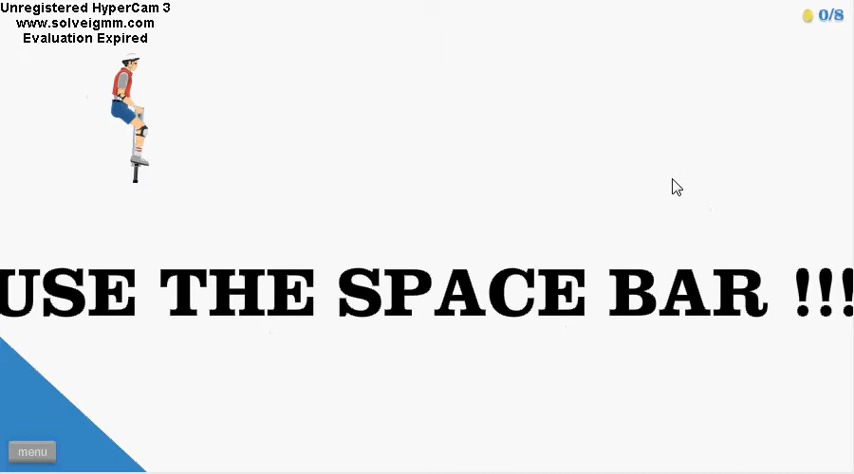 Unregistered HyperCam 3
www.solveigmm.com
Evaluation Expired
0/8
USE THE SPACE BAR !!!
menu